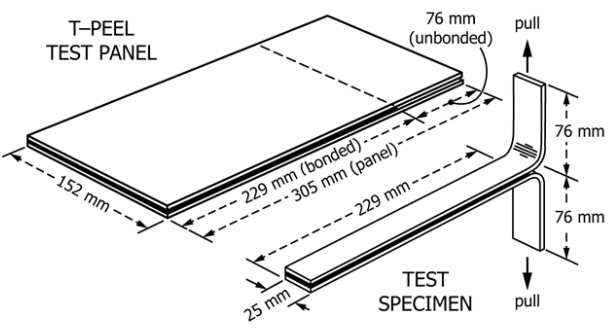 T–PEEL
TEST PANEL
76 mm
(unbonded)
pull
76 mm
152 mm
229 mm (bonded)
305 mm (panel)
229 mm
76 mm
25 mm
TEST
SPECIMEN
pull